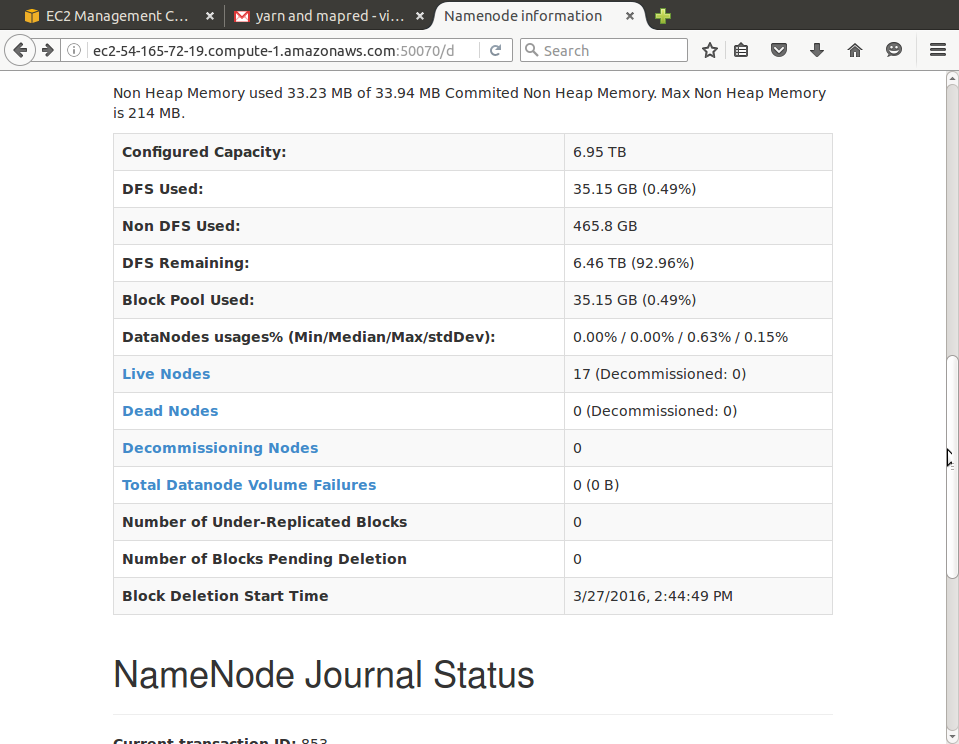 EC2 Management C...
yarn and mapred - vi...
Namenode information
ec2-54-165-72-19.compute-1.amazonaws.com:50070/d
Search
Non Heap Memory used 33.23 MB of 33.94 MB Commited Non Heap Memory. Max Non Heap Memory
is 214 MB.
Configured Capacity: 6.95 TB
DFS Used: 35.15 GB (0.49%)
Non DFS Used: 465.8 GB
DFS Remaining: 6.46 TB (92.96%)
Block Pool Used: 35.15 GB (0.49%)
DataNodes usages% (Min/Median/Max/stdDev): 0.00% / 0.00% / 0.63% / 0.15%
Live Nodes 17 (Decommissioned: 0)
Dead Nodes 0 (Decommissioned: 0)
Decommissioning Nodes 0
Total Datanode Volume Failures 0 (0 B)
Number of Under-Replicated Blocks 0
Number of Blocks Pending Deletion 0
Block Deletion Start Time 3/27/2016, 2:44:49 PM
NameNode Journal Status
Current transaction ID: 853